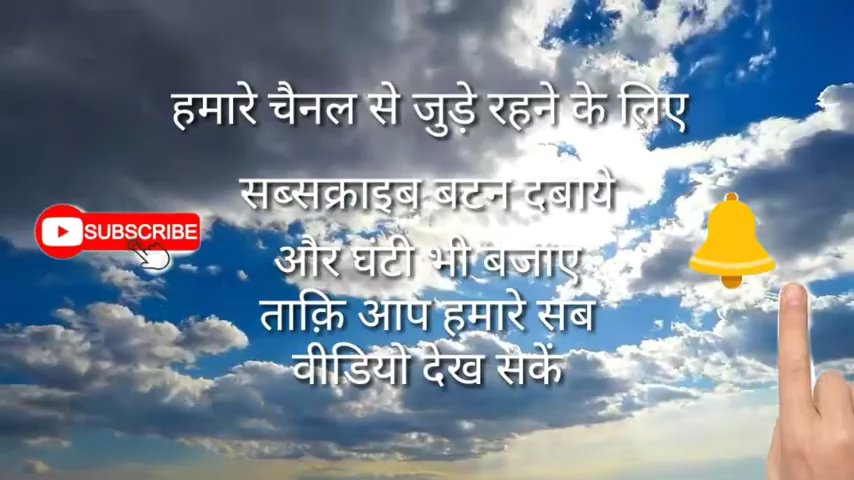 हमारे चैनल से जुड़े रहने के लिए
सब्सक्राइब बटन दबाये
SUBSCRIBE
और घंटी भी बजाए
ताक़ि आप हमारे सब
वीडियो देख सकें